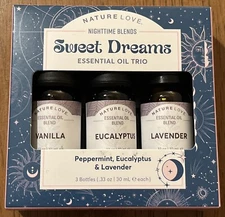 NATURE LOVE.
NIGHTTIME BLENDS
Sweet Dreams
ESSENTIAL OIL TRIO
NATURE LOVE.
ESSENTIAL OIL
BLEND
VANILLA
NATURE LOVE.
ESSENTIAL OIL
BLEND
EUCALYPTUS
NATURE LOVE.
ESSENTIAL OIL
BLEND
LAVENDER
Peppermint, Eucalyptus
& Lavender
3 Bottles (.33 oz | 10 mL ℮ each)